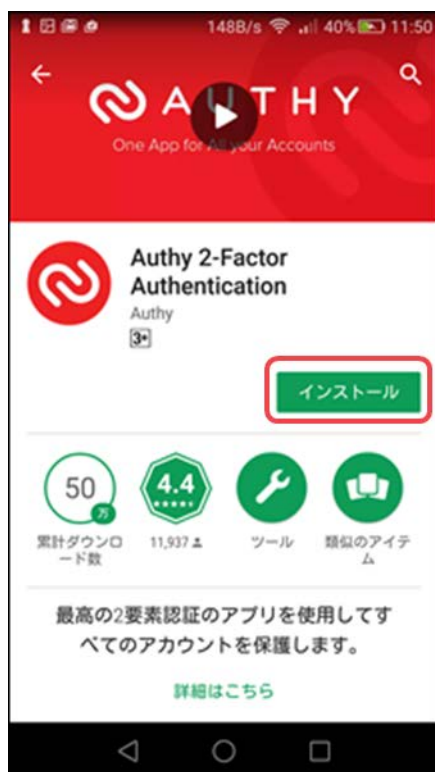 148B/s 40% 11:50
AUTHY
One App for All your Accounts
Authy 2-Factor
Authentication
Authy
3+
インストール
50
万
4.4
累計ダウンロ
ード数
11,937
ツール
類似のアイテ
ム
最高の2要素認証のアプリを使用してす
べてのアカウントを保護します。
詳細はこちら